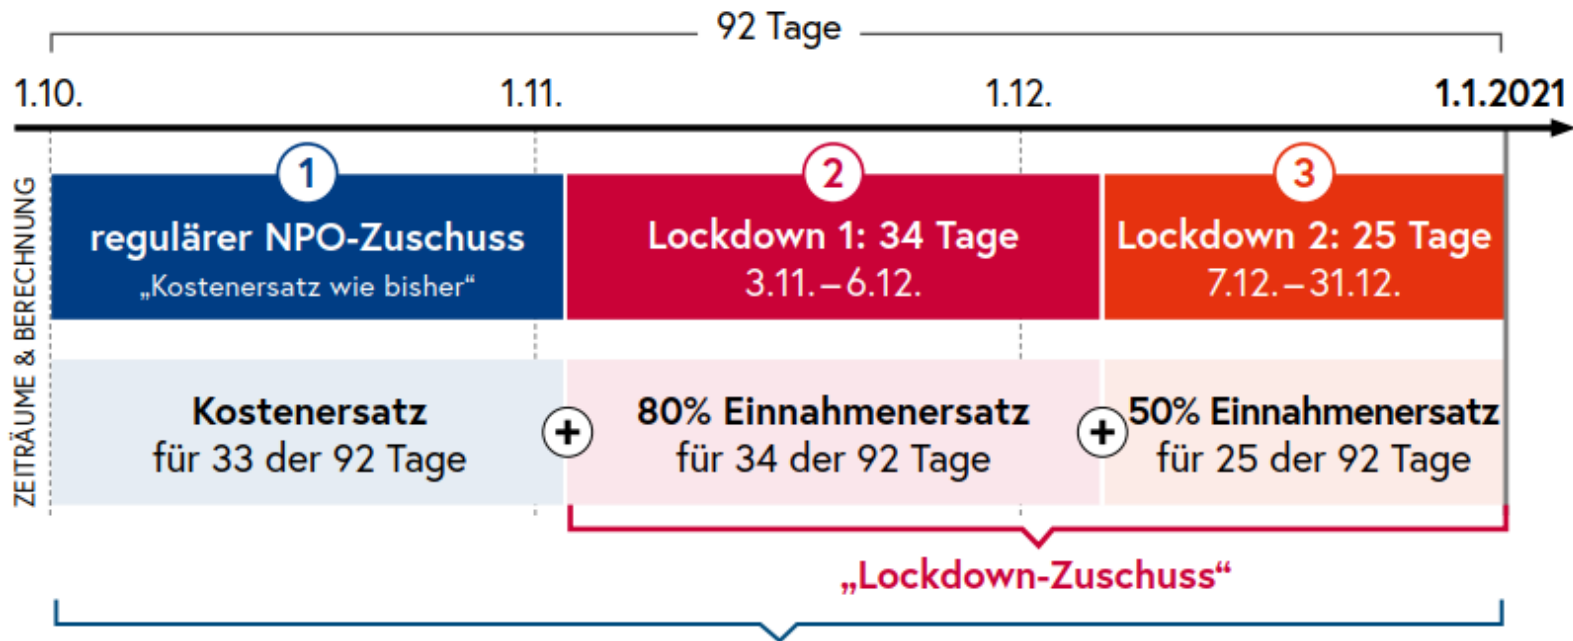 92 Tage
1.10.
1.11.
1.12.
1.1.2021
ZEITRÄUME & BERECHNUNG
1
regulärer NPO-Zuschuss
„Kostenersatz wie bisher“
2
Lockdown 1: 34 Tage
3.11.–6.12.
3
Lockdown 2: 25 Tage
7.12.–31.12.
Kostenersatz
für 33 der 92 Tage
+
80% Einnahmenersatz
für 34 der 92 Tage
+
50% Einnahmenersatz
für 25 der 92 Tage
„Lockdown-Zuschuss“